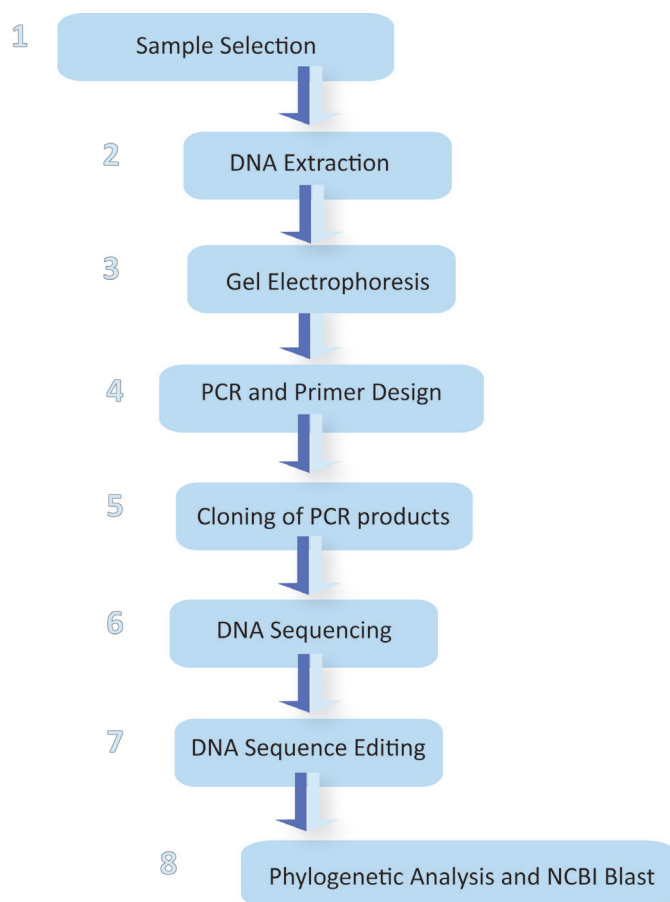 1
Sample Selection
2
DNA Extraction
3
Gel Electrophoresis
4
PCR and Primer Design
5
Cloning of PCR products
6
DNA Sequencing
7
DNA Sequence Editing
8
Phylogenetic Analysis and NCBI Blast